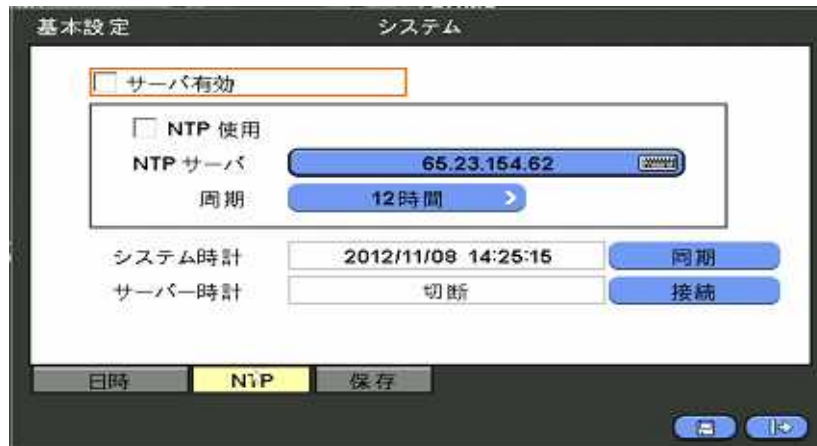 基本設定 システム
サーバ有効
NTP 使用
NTP サーバ 65.23.154.62
周期 12時間
システム時計 2012/11/08 14:25:15 同期
サーバー時計 切断 接続
日時 NTP 保存